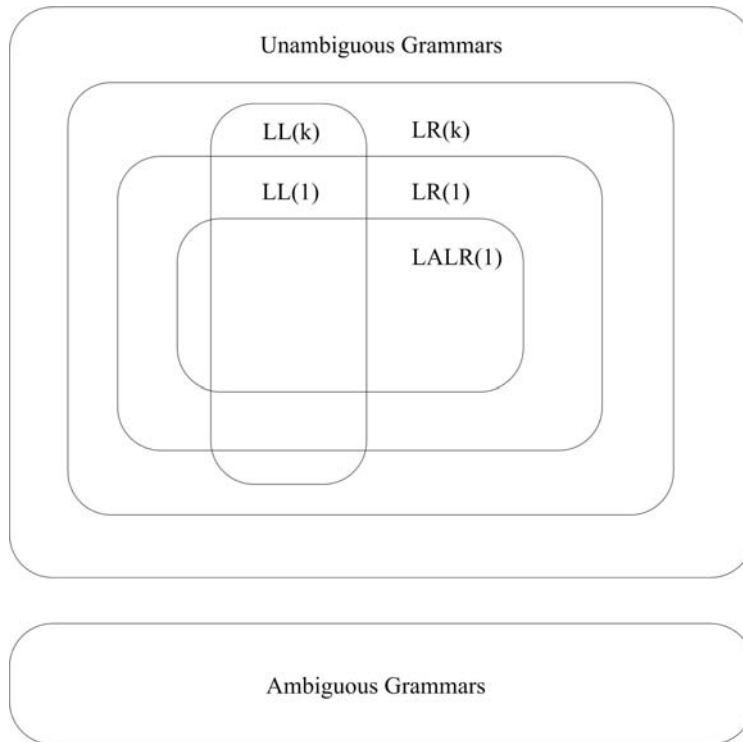 Unambiguous Grammars
LL(k) LR(k)
LL(1) LR(1)
LALR(1)
Ambiguous Grammars